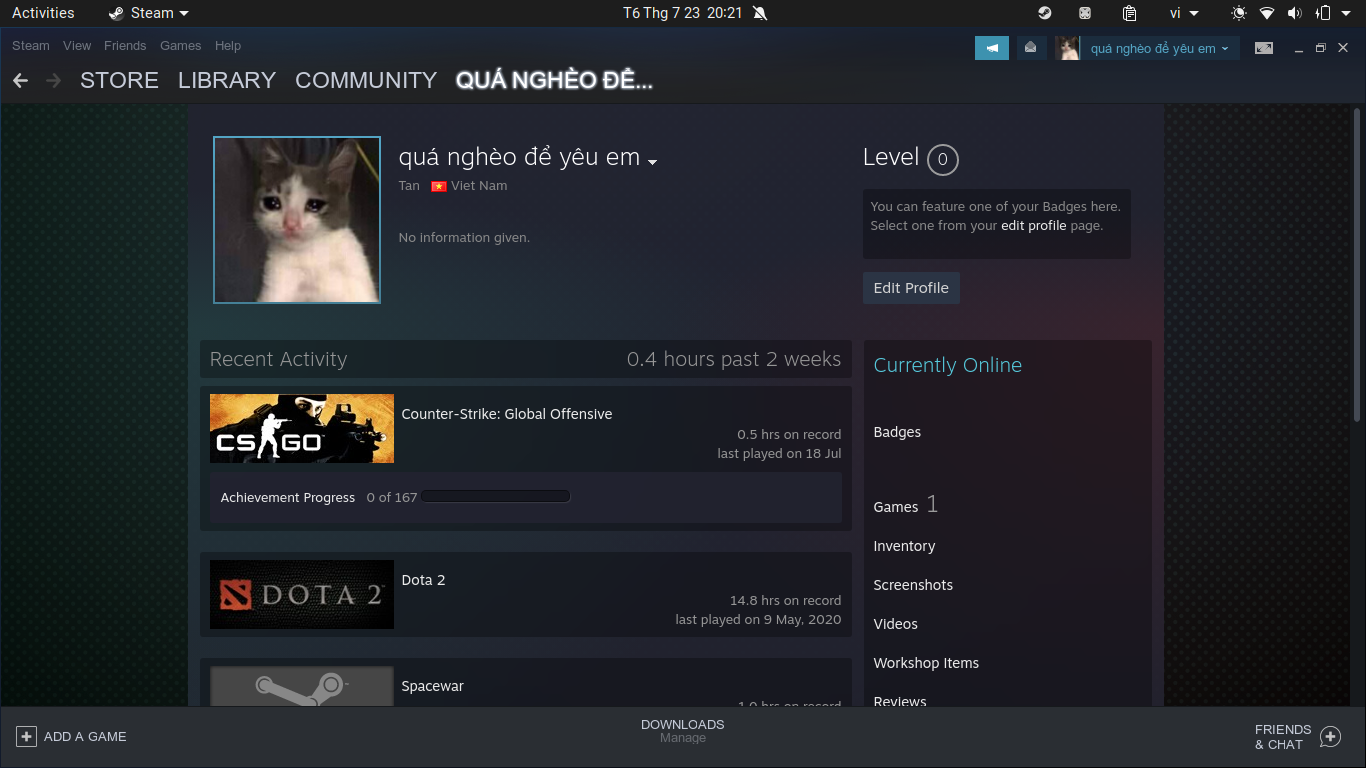 Activities Steam T6 Thg 7 23 20:21 vi
Steam View Friends Games Help quá nghèo để yêu em
STORE LIBRARY COMMUNITY QUÁ NGHÈO ĐỂ...
quá nghèo để yêu em
Tan Viet Nam
No information given.
Level 0
You can feature one of your Badges here.
Select one from your edit profile page.
Edit Profile
Recent Activity 0.4 hours past 2 weeks
CS GO
Counter-Strike: Global Offensive
0.5 hrs on record
last played on 18 Jul
Achievement Progress 0 of 167
DOTA 2
Dota 2
14.8 hrs on record
last played on 9 May, 2020
Spacewar
Currently Online
Badges
Games 1
Inventory
Screenshots
Videos
Workshop Items
Reviews
ADD A GAME
DOWNLOADS
Manage
FRIENDS
& CHAT